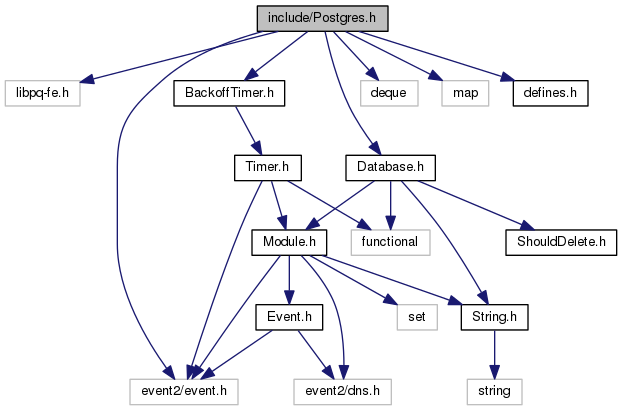 include/Postgres.h
libpq-fe.h
BackoffTimer.h
deque
map
defines.h
Timer.h
Database.h
Module.h
functional
ShouldDelete.h
Event.h
set
String.h
event2/event.h
event2/dns.h
string